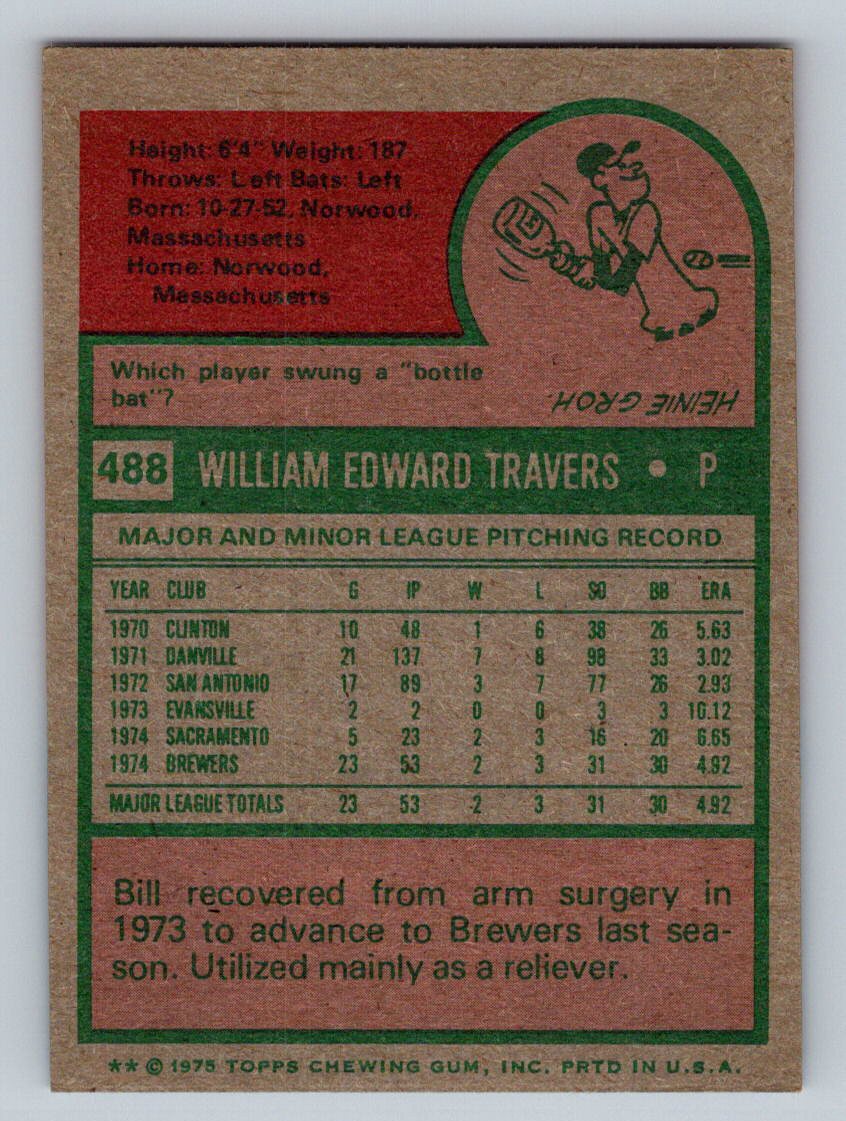 Height: 6'4" Weight: 187
Throws: Left Bats: Left
Born: 10-27-52, Norwood,
Massachusetts
Home: Norwood,
Massachusetts
Which player swung a "bottle
bat"?
HEINIE GROH.
488 WILLIAM EDWARD TRAVERS • P
MAJOR AND MINOR LEAGUE PITCHING RECORD
YEAR CLUB G IP W L SO BB ERA
1970 CLINTON 10 48 1 6 38 26 5.63
1971 DANVILLE 21 137 7 8 98 33 3.02
1972 SAN ANTONIO 17 89 3 7 77 26 2.93
1973 EVANSVILLE 2 2 0 0 3 3 10.12
1974 SACRAMENTO 5 23 2 3 16 20 6.65
1974 BREWERS 23 53 2 3 31 30 4.92
MAJOR LEAGUE TOTALS 23 53 2 3 31 30 4.92
Bill recovered from arm surgery in
1973 to advance to Brewers last sea-
son. Utilized mainly as a reliever.
** © 1975 TOPPS CHEWING GUM, INC. PRTD IN U.S.A.